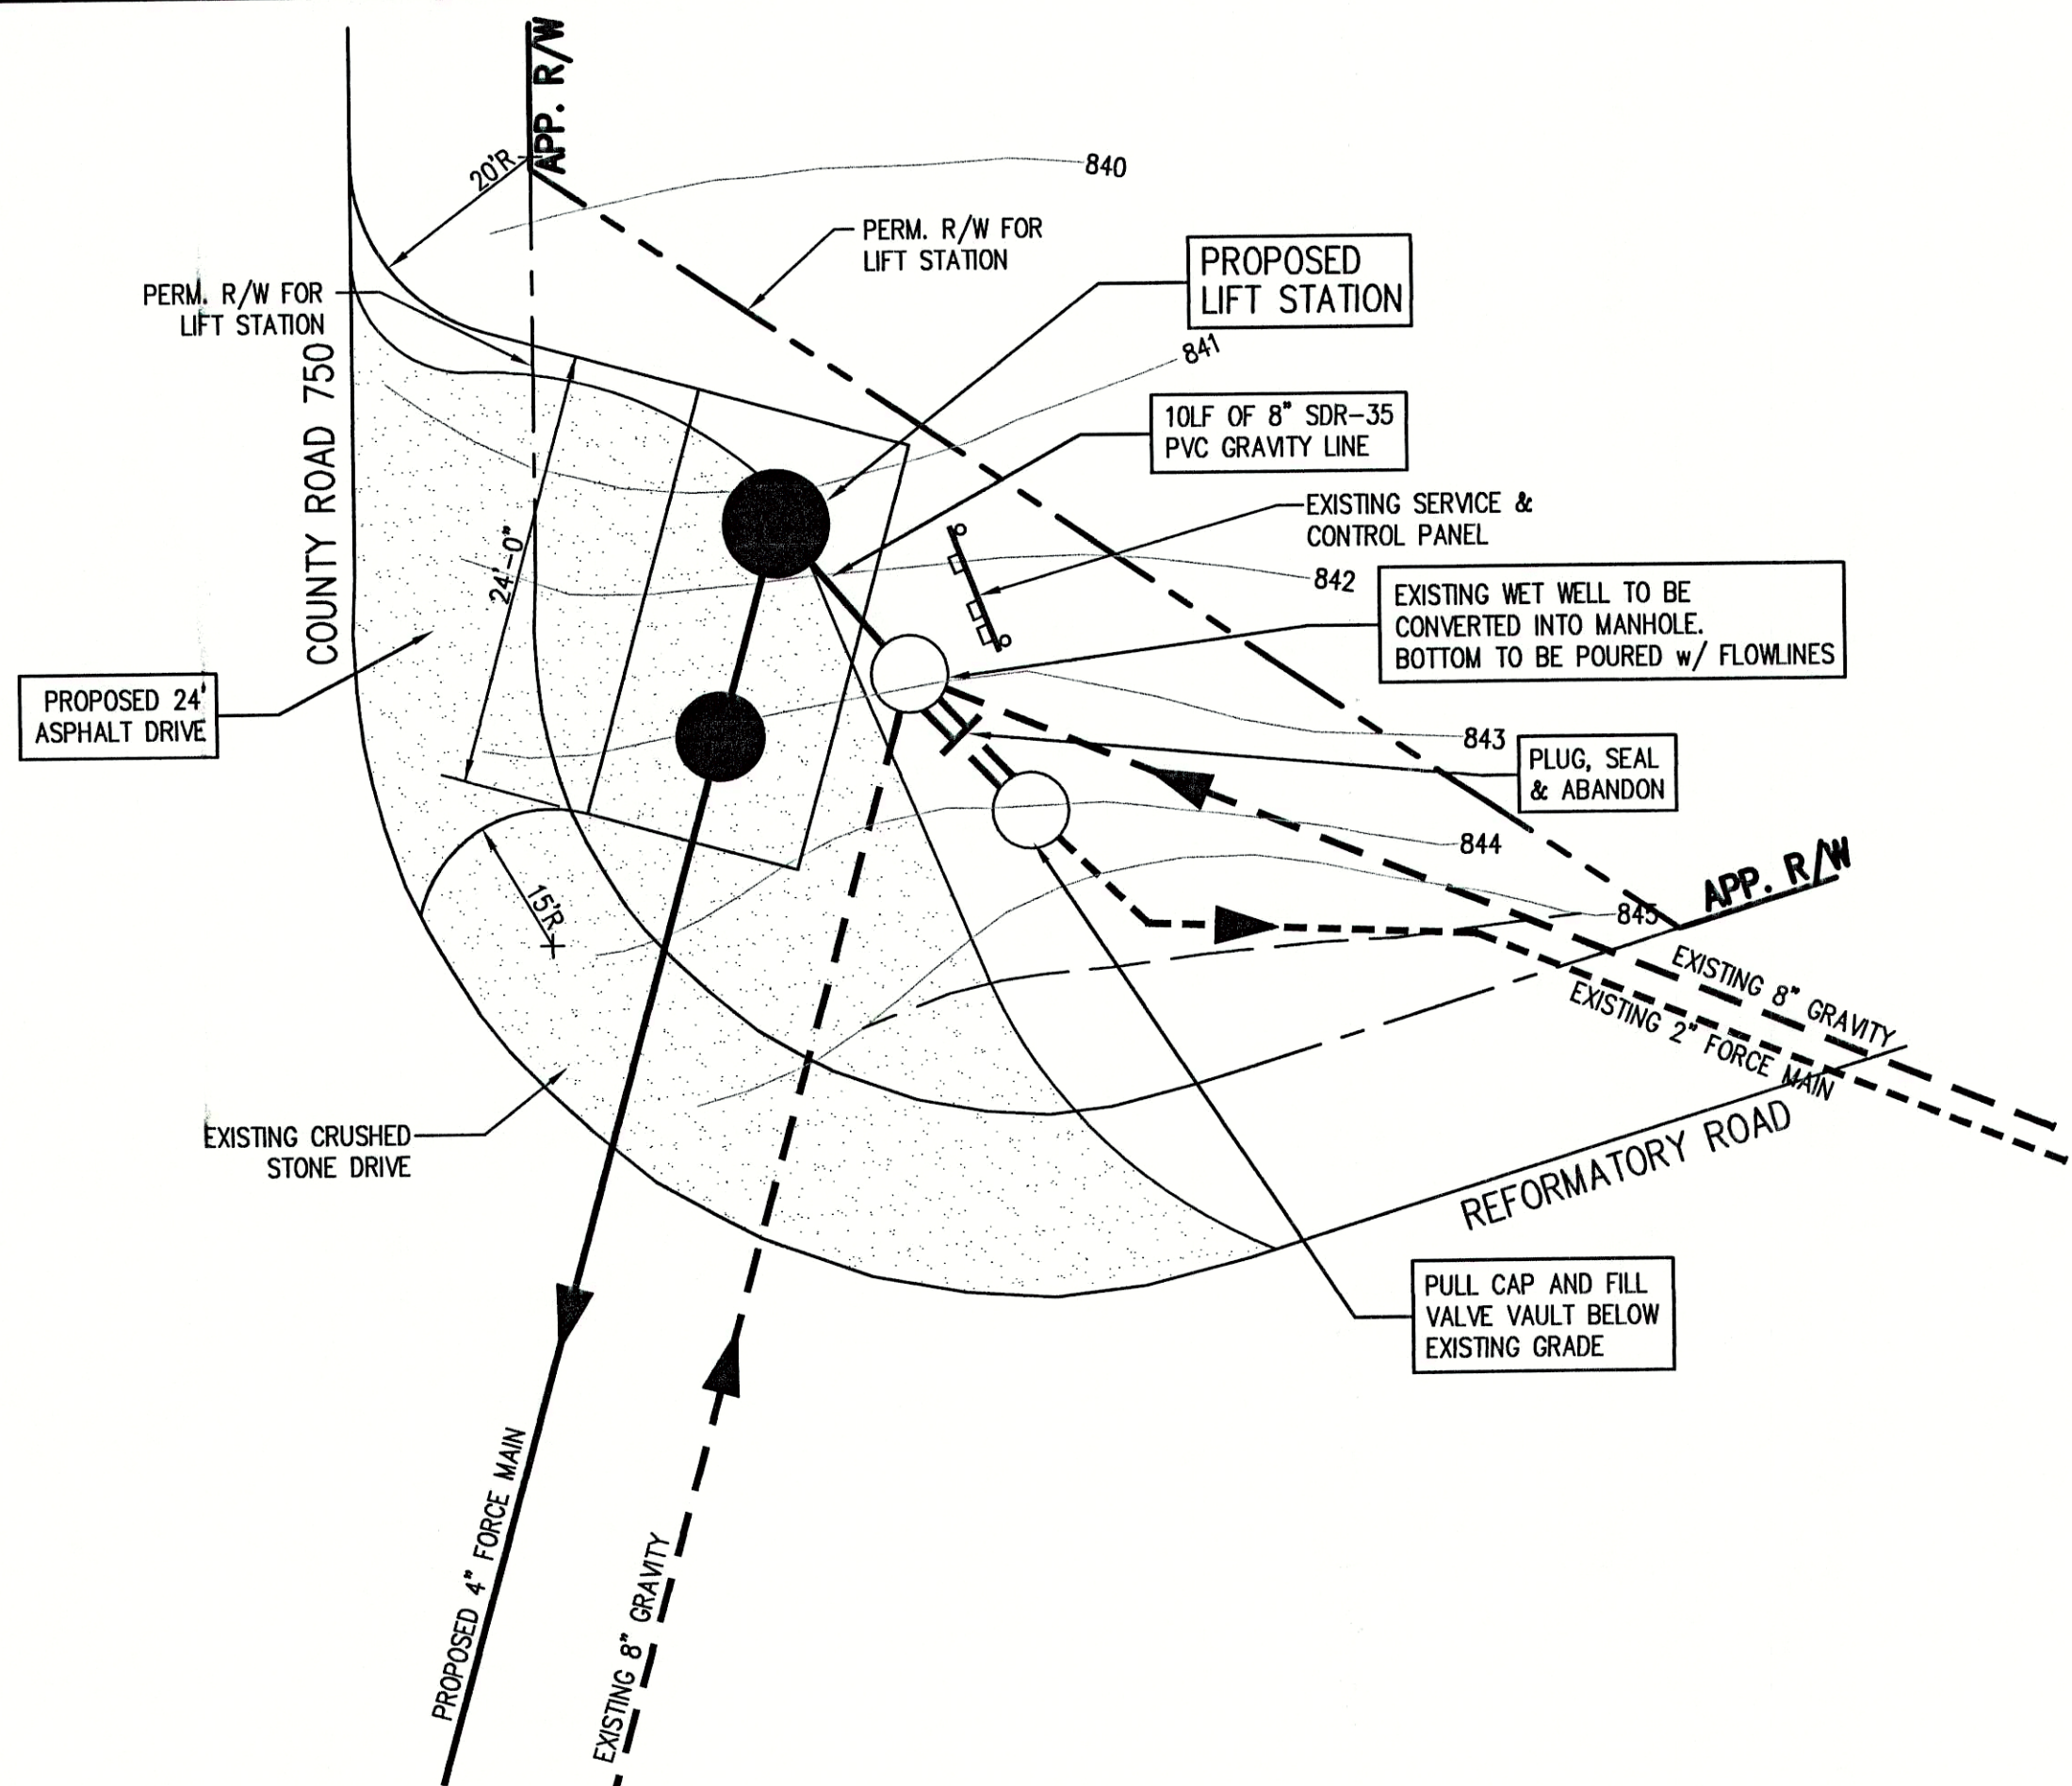 APP. R/W
20'R
840
PERM. R/W FOR
LIFT STATION
PROPOSED
LIFT STATION
PERM. R/W FOR
LIFT STATION
841
COUNTY ROAD 750
10LF OF 8" SDR-35
PVC GRAVITY LINE
EXISTING SERVICE &
CONTROL PANEL
24'-0"
842
EXISTING WET WELL TO BE
CONVERTED INTO MANHOLE.
BOTTOM TO BE POURED w/ FLOWLINES
PROPOSED 24'
ASPHALT DRIVE
843
PLUG, SEAL
& ABANDON
844
APP. R/W
15'R
845
EXISTING 8" GRAVITY
EXISTING 2" FORCE MAIN
EXISTING CRUSHED
STONE DRIVE
REFORMATORY ROAD
PULL CAP AND FILL
VALVE VAULT BELOW
EXISTING GRADE
PROPOSED 4" FORCE MAIN
EXISTING 8" GRAVITY